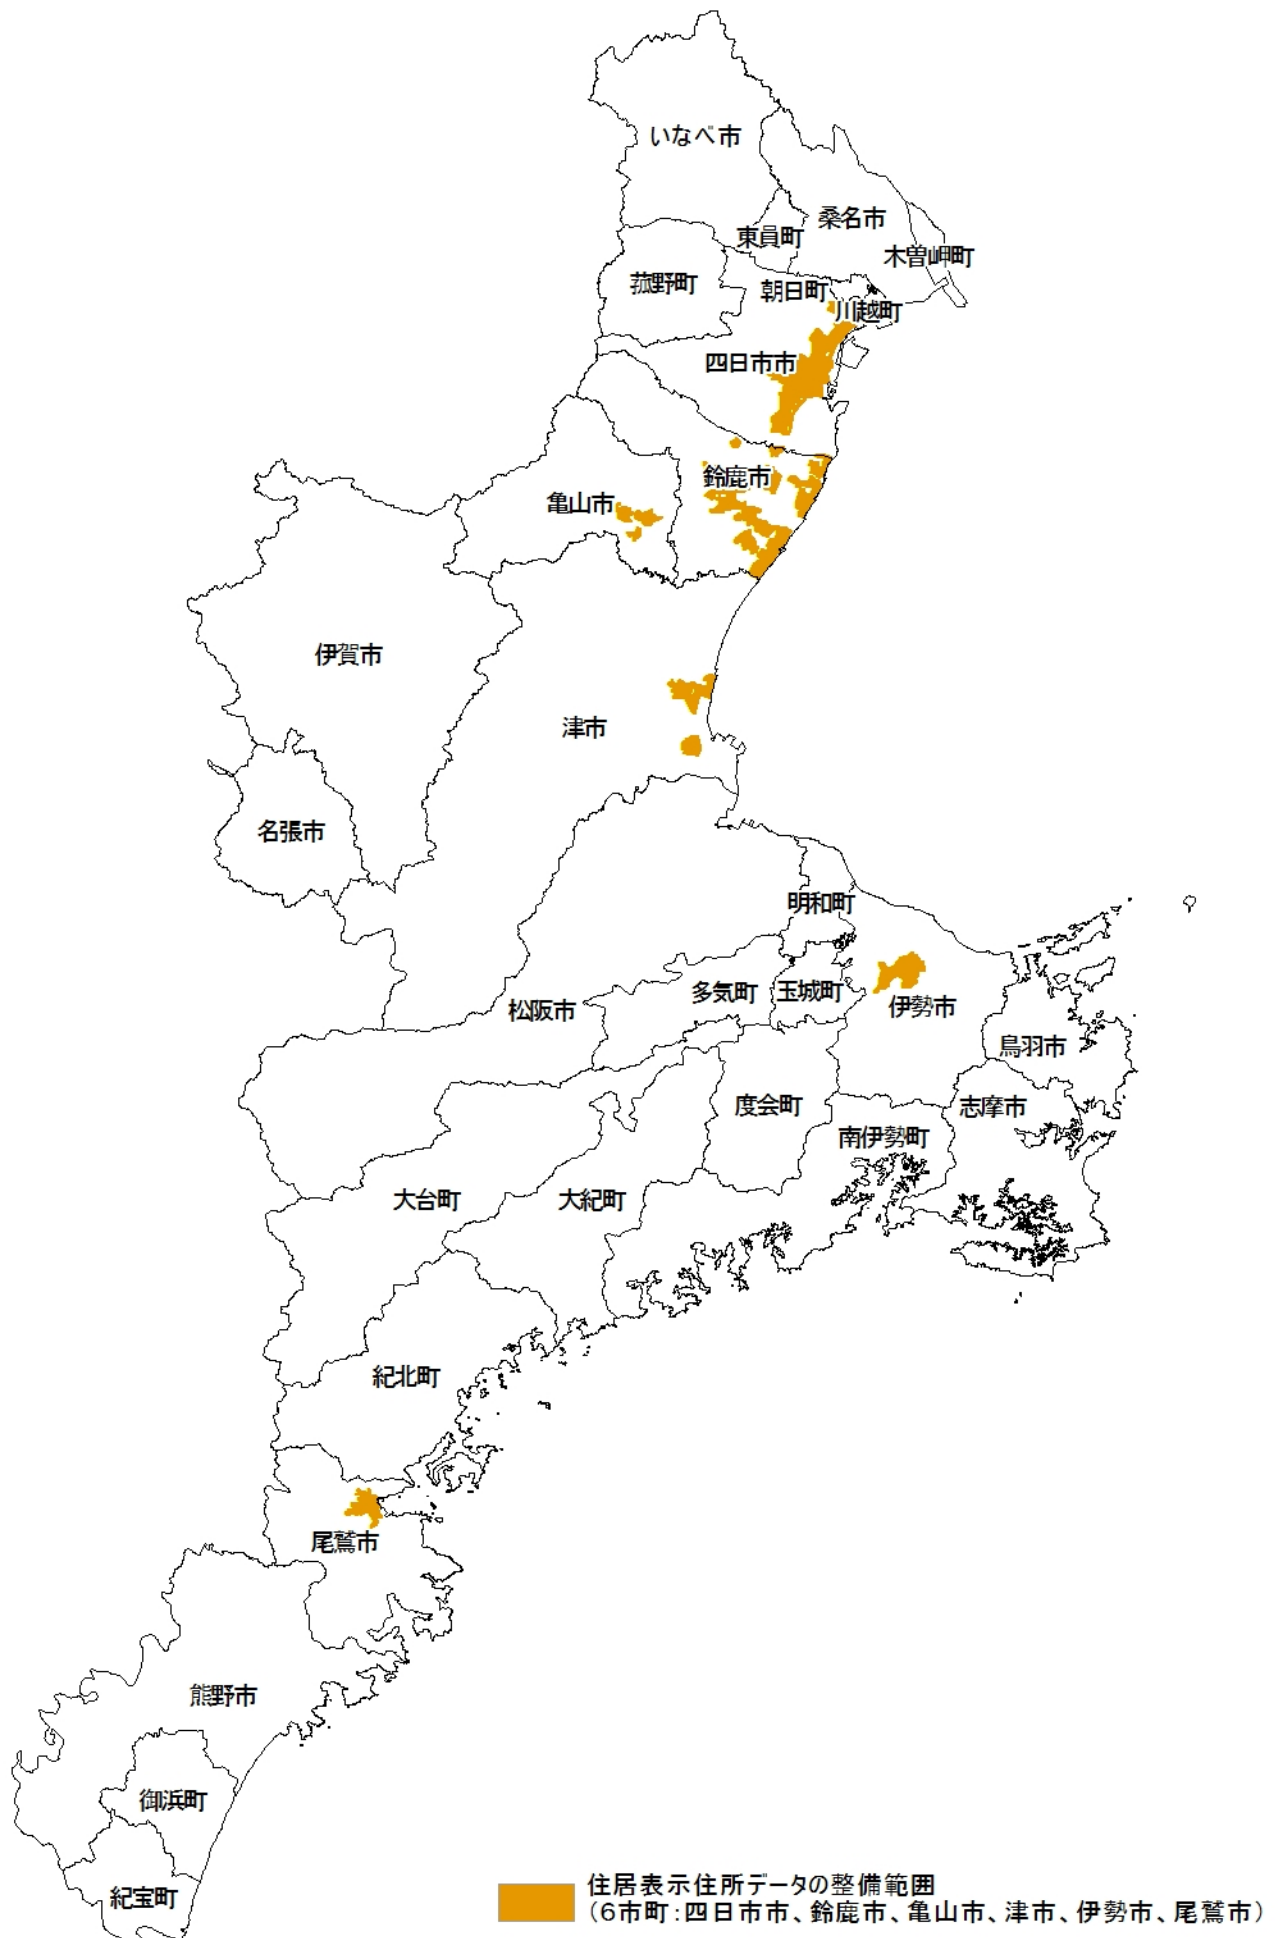 いなべ市
桑名市
東員町
木曽岬町
菰野町
朝日町
川越町
四日市市
鈴鹿市
亀山市
伊賀市
津市
名張市
明和町
多気町
玉城町
松阪市
伊勢市
鳥羽市
度会町
志摩市
南伊勢町
大台町
大紀町
紀北町
尾鷲市
熊野市
御浜町
紀宝町
住居表示住所データの整備範囲
（6市町：四日市市、鈴鹿市、亀山市、津市、伊勢市、尾鷲市）